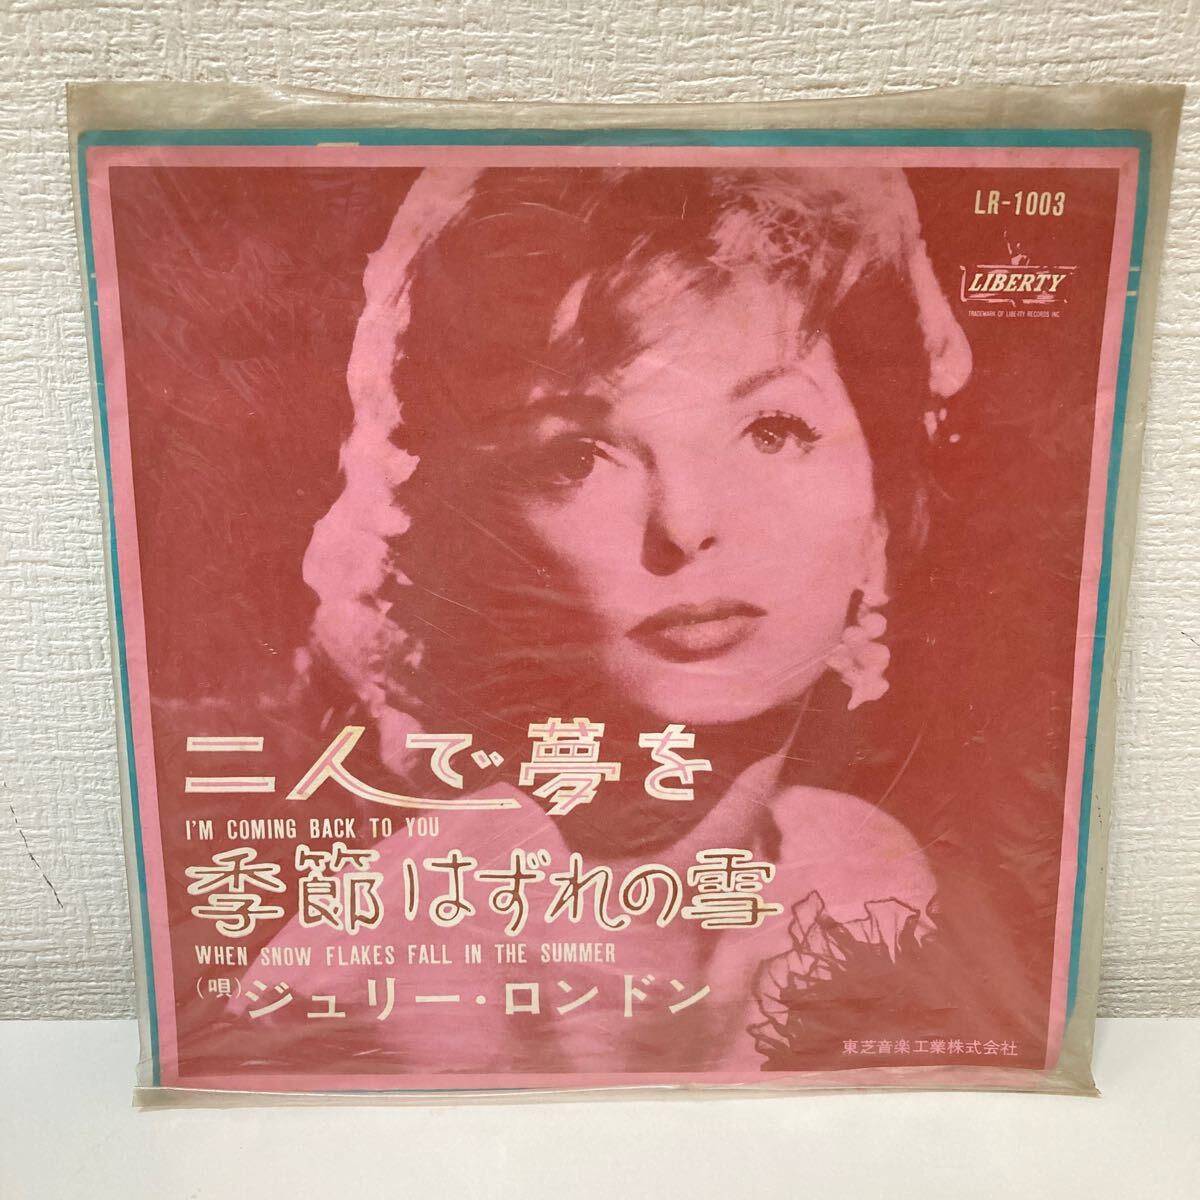 LR-1003
LIBERTY
TRADEMARK OF LIBERTY RECORDS INC
二人で夢を
I'M COMING BACK TO YOU
季節はずれの雪
WHEN SNOW FLAKES FALL IN THE SUMMER
(唄)ジュリー・ロンドン
東芝音楽工業株式会社